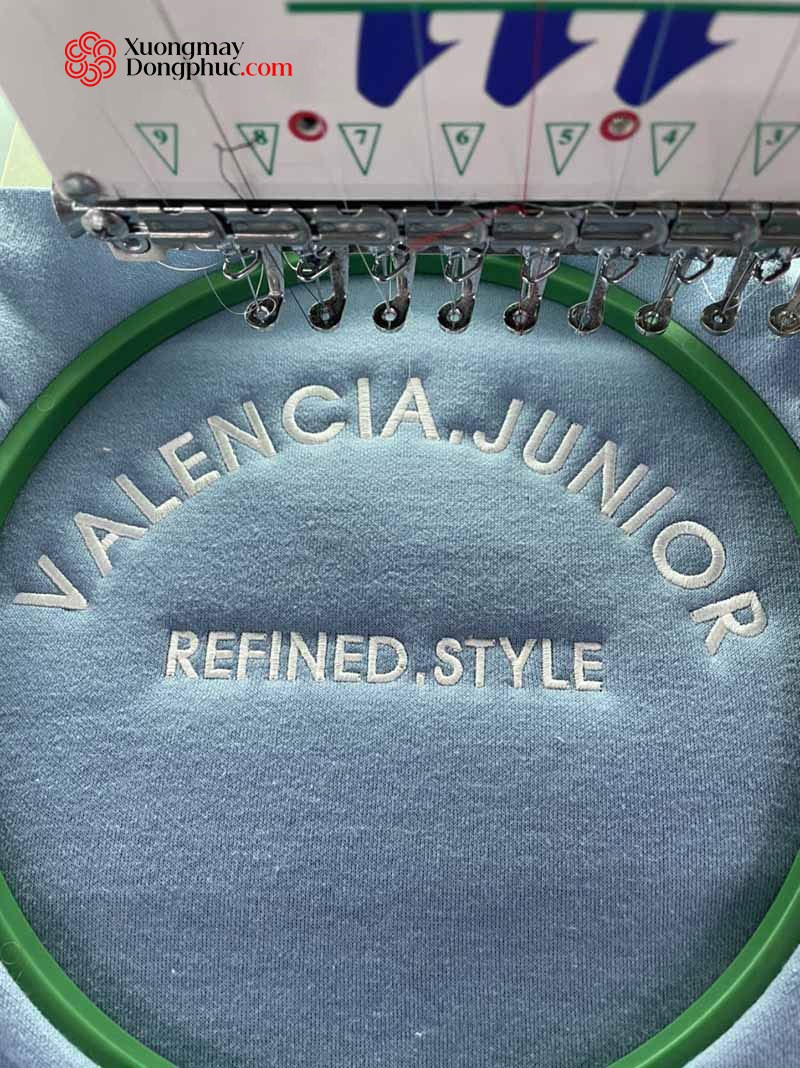 Xuongmay
Dongphuc.com
9 8 7 6 5 4 3
VALENCIA.JUNIOR
REFINED.STYLE